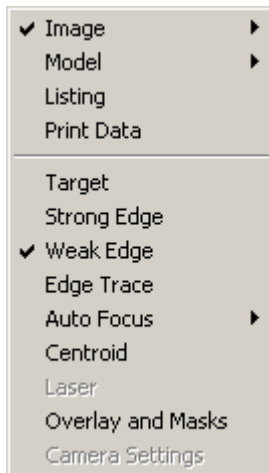 Image
Model
Listing
Print Data
Target
Strong Edge
Weak Edge
Edge Trace
Auto Focus
Centroid
Laser
Overlay and Masks
Camera Settings